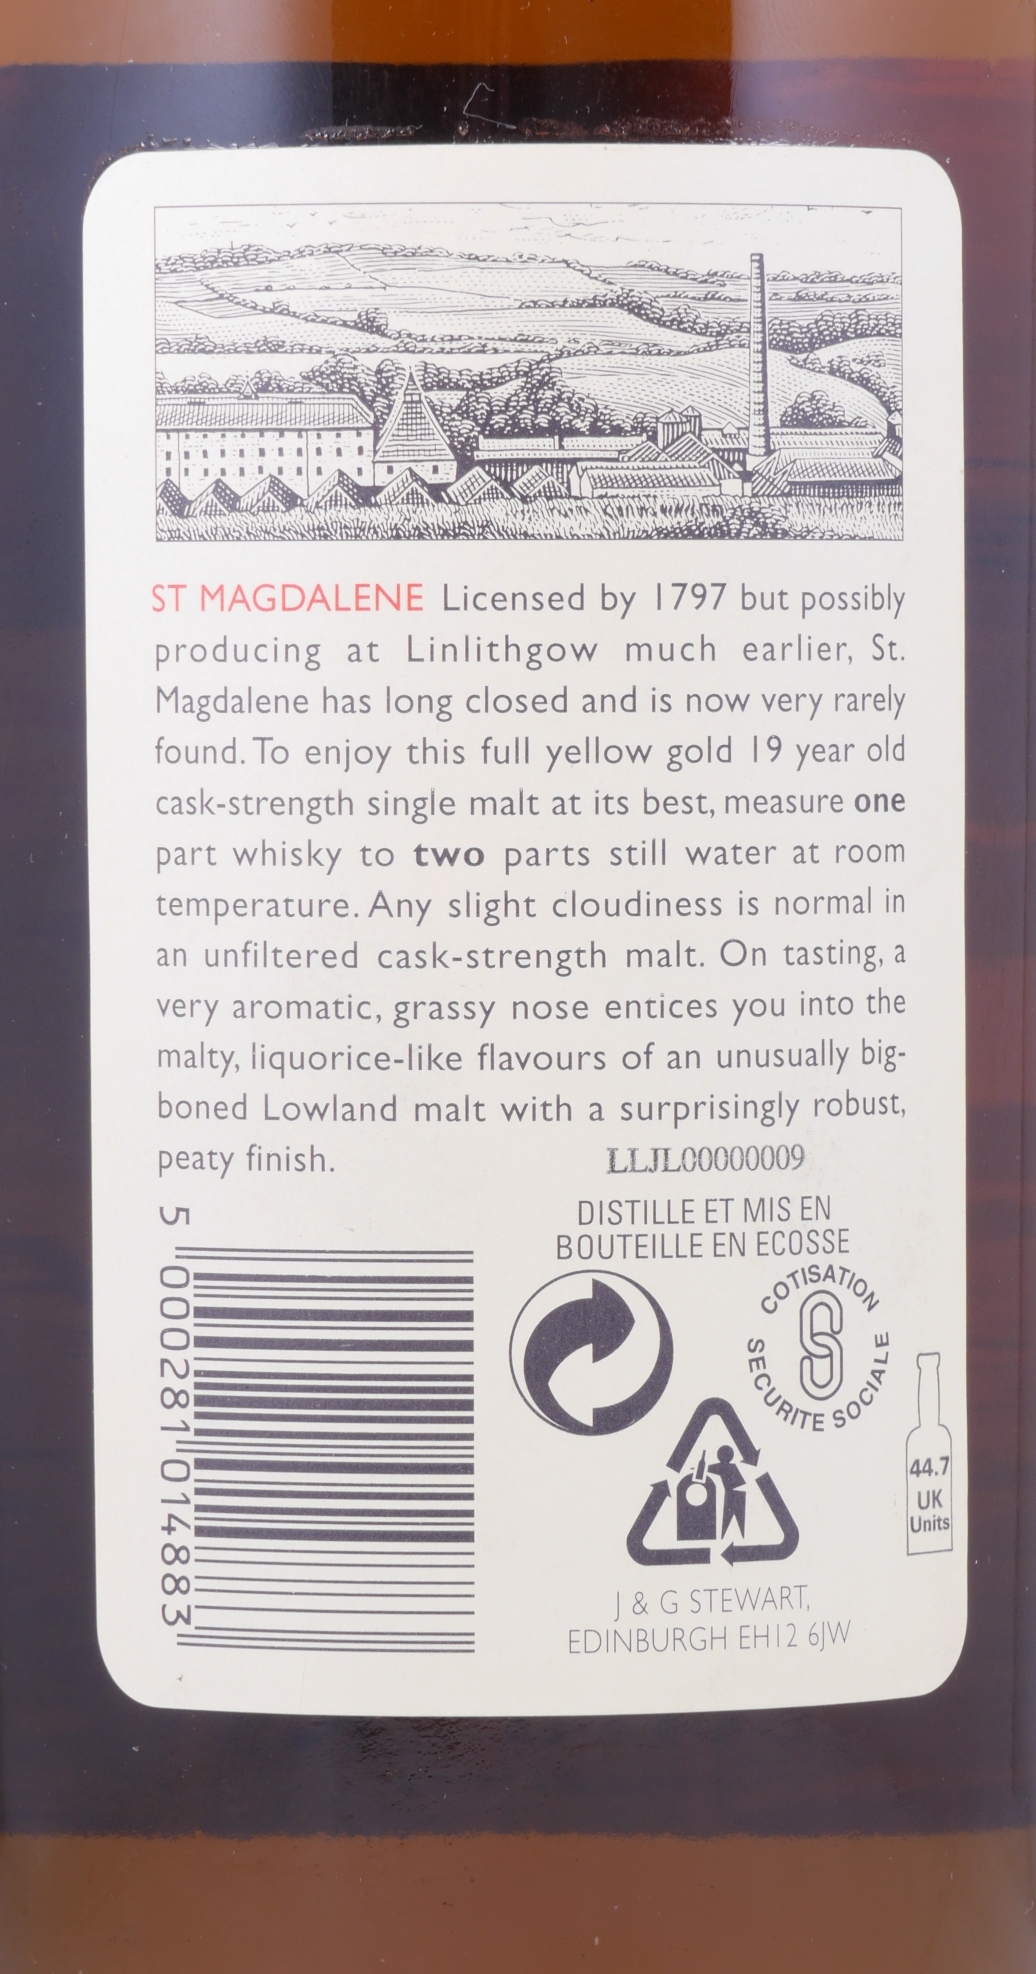 ST MAGDALENE Licensed by 1797 but possibly
producing at Linlithgow much earlier, St.
Magdalene has long closed and is now very rarely
found. To enjoy this full yellow gold 19 year old
cask-strength single malt at its best, measure one
part whisky to two parts still water at room
temperature. Any slight cloudiness is normal in
an unfiltered cask-strength malt. On tasting, a
very aromatic, grassy nose entices you into the
malty, liquorice-like flavours of an unusually big-
boned Lowland malt with a surprisingly robust,
peaty finish.
LLJL00000009
DISTILLE ET MIS EN
BOUTEILLE EN ECOSSE
COTISATION
SECURITE SOCIALE
44.7
UK
Units
5 000281 014883
J & G STEWART,
EDINBURGH EH12 6JW